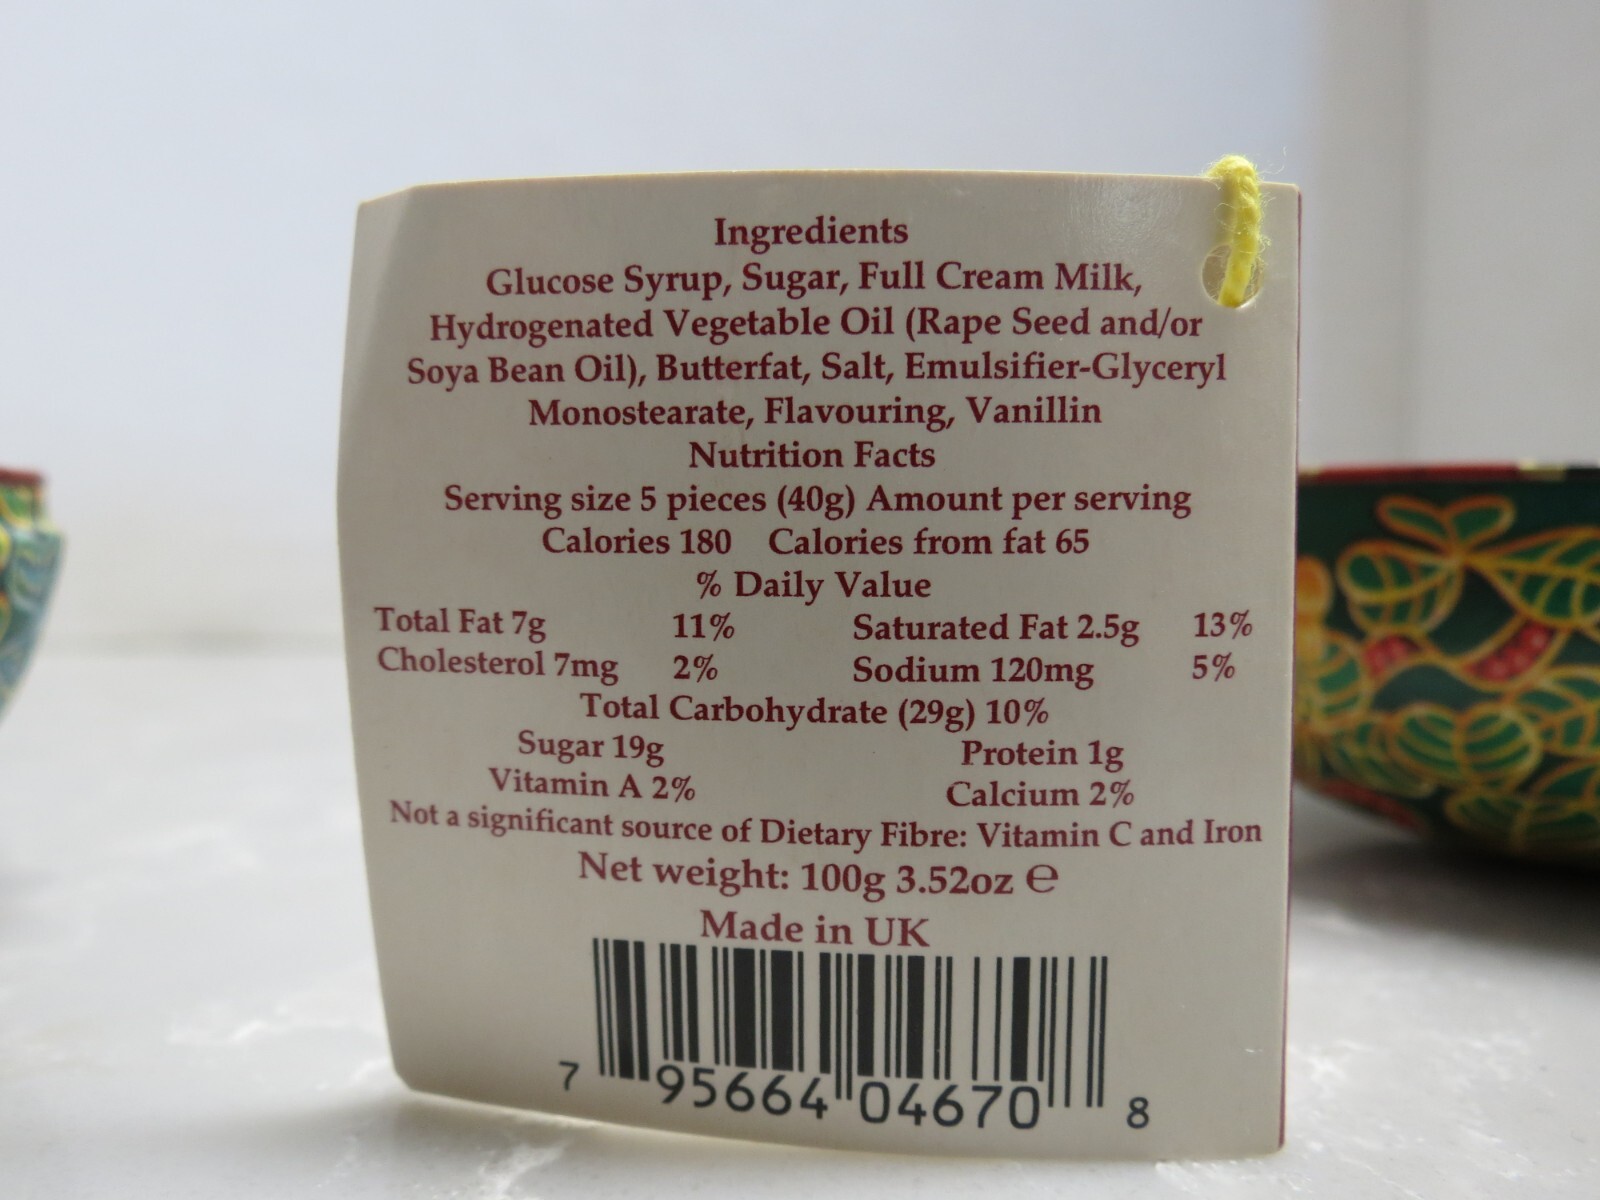 Ingredients
Glucose Syrup, Sugar, Full Cream Milk,
Hydrogenated Vegetable Oil (Rape Seed and/or
Soya Bean Oil), Butterfat, Salt, Emulsifier-Glyceryl
Monostearate, Flavouring, Vanillin
Nutrition Facts
Serving size 5 pieces (40g) Amount per serving
Calories 180 Calories from fat 65
% Daily Value
Total Fat 7g 11% Saturated Fat 2.5g 13%
Cholesterol 7mg 2% Sodium 120mg 5%
Total Carbohydrate (29g) 10%
Sugar 19g Protein 1g
Vitamin A 2% Calcium 2%
Not a significant source of Dietary Fibre: Vitamin C and Iron
Net weight: 100g 3.52oz ℮
Made in UK
7 95664 04670 8